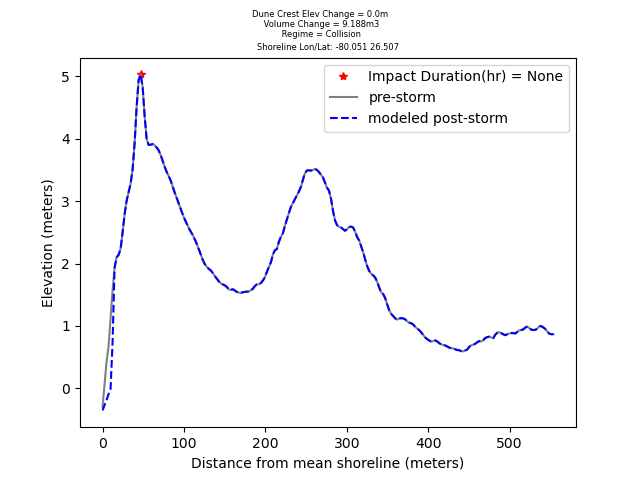 Dune Crest Elev Change = 0.0m
Volume Change = 9.188m3
Regime = Collision
Shoreline Lon/Lat: -80.051 26.507
Impact Duration(hr) = None
pre-storm
modeled post-storm
Elevation (meters)
5
4
3
2
1
0
0 100 200 300 400 500
Distance from mean shoreline (meters)